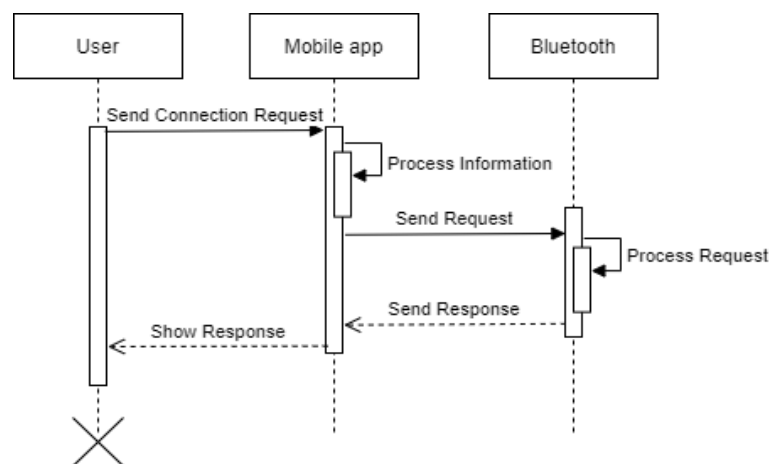 User
Mobile app
Bluetooth
Send Connection Request
Process Information
Send Request
Process Request
Send Response
Show Response